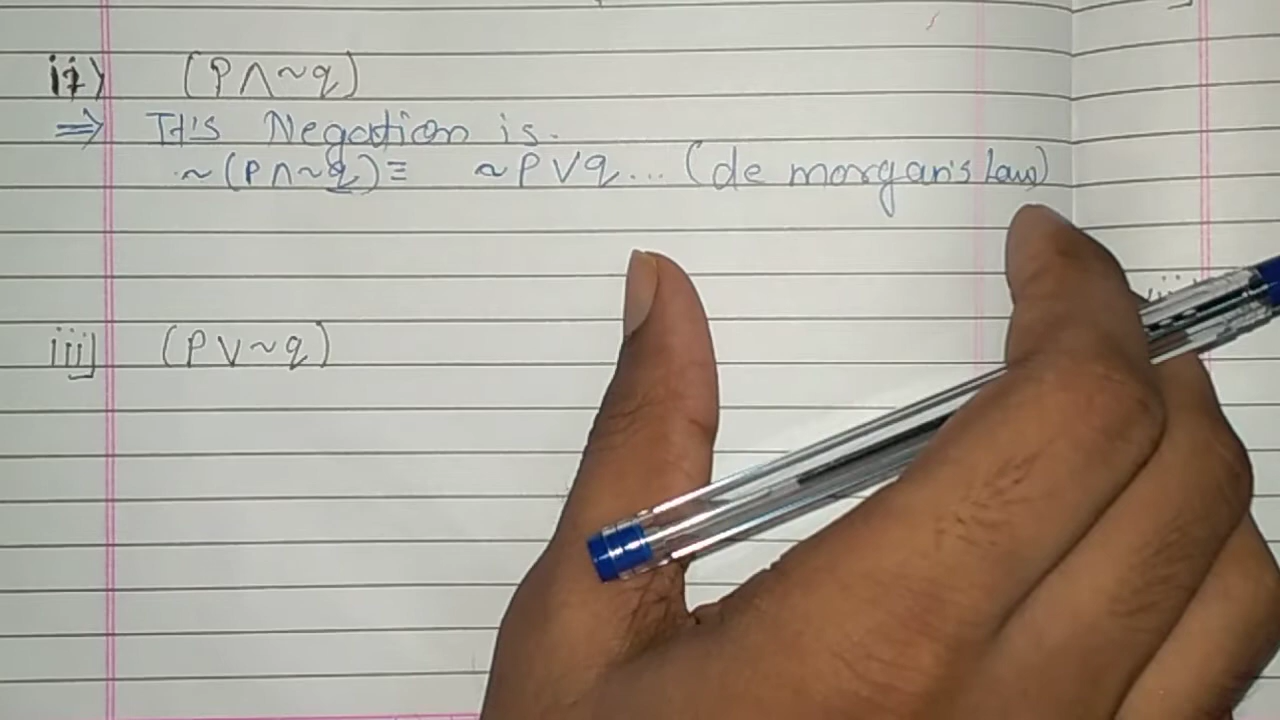 ii) (P∧~q)
⇒ It's Negation is.
~(P∧~q)≡ ~P∨q... (de morgan's Law)
iii] (P∨~q)